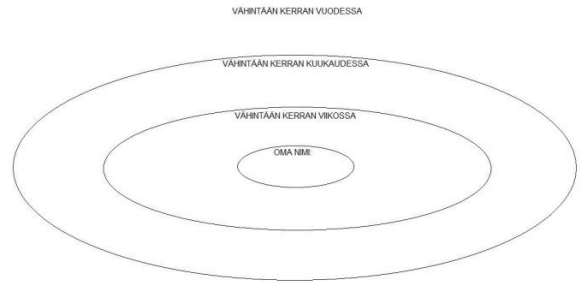 VÄHINTÄÄN KERRAN VUODESSA
VÄHINTÄÄN KERRAN KUUKAUDESSA
VÄHINTÄÄN KERRAN VIIKOSSA
OMA NIMI: